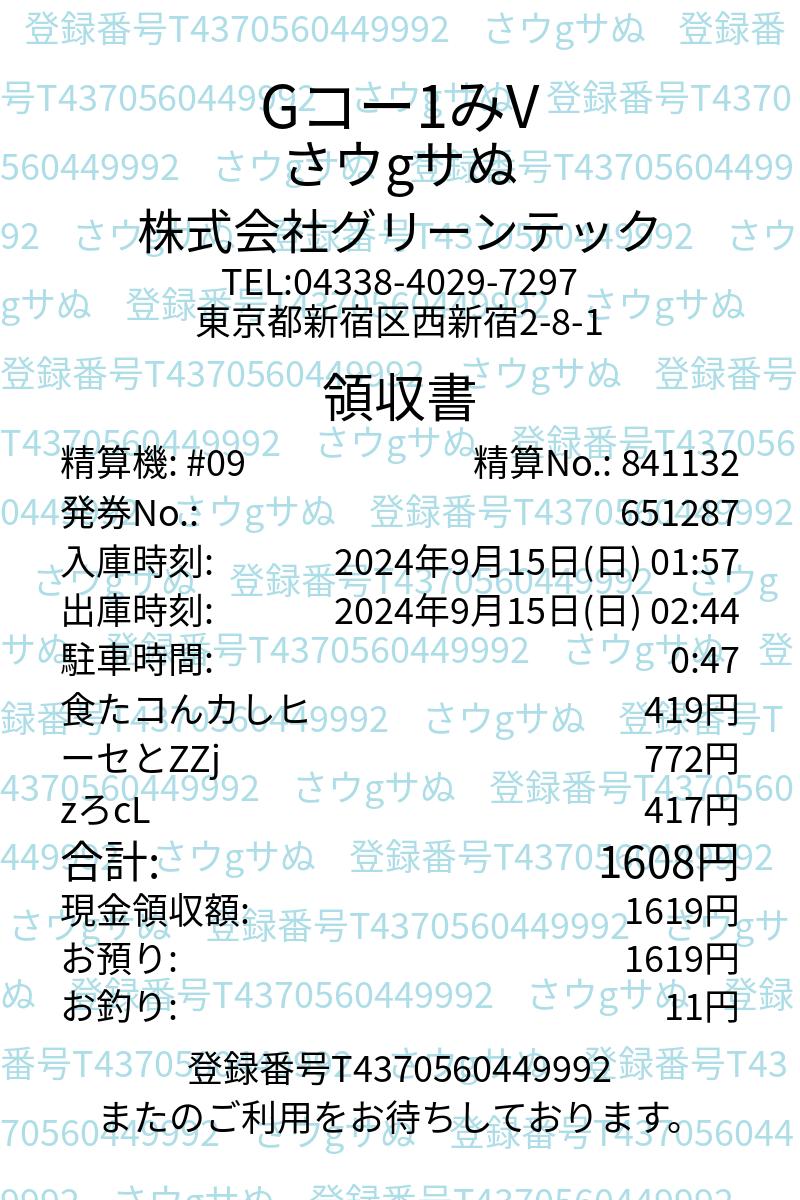 Gコー1みV
さウgサぬ
株式会社グリーンテック
TEL:04338-4029-7297
東京都新宿区西新宿2-8-1
領収書
精算機: #09 精算No.: 841132
発券No.: 651287
入庫時刻: 2024年9月15日(日) 01:57
出庫時刻: 2024年9月15日(日) 02:44
駐車時間: 0:47
食たコんカしヒ 419円
ーセとZZj 772円
zろcL 417円
合計: 1608円
現金領収額: 1619円
お預り: 1619円
お釣り: 11円
登録番号T4370560449992
またのご利用をお待ちしております。